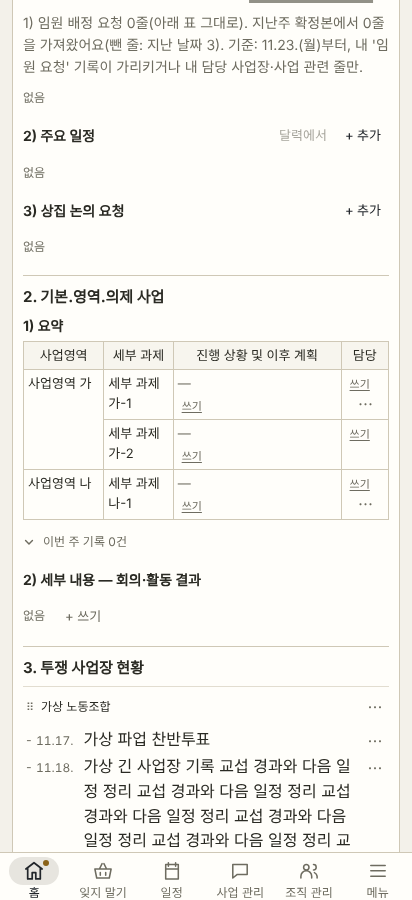 1) 임원 배정 요청 0줄(아래 표 그대로). 지난주 확정본에서 0줄
을 가져왔어요(뺀 줄: 지난 날짜 3). 기준: 11.23.(월)부터, 내 '임
원 요청' 기록이 가리키거나 내 담당 사업장·사업 관련 줄만.
없음
2) 주요 일정 달력에서 + 추가
없음
3) 상집 논의 요청 + 추가
없음
2. 기본.영역.의제 사업
1) 요약
사업영역 세부 과제 진행 상황 및 이후 계획 담당
사업영역 가 세부 과제 — 쓰기
가-1 쓰기 ⋯
세부 과제 — 쓰기
가-2 쓰기
사업영역 나 세부 과제 — 쓰기
나-1 쓰기 ⋯
이번 주 기록 0건
2) 세부 내용 — 회의·활동 결과
없음 + 쓰기
3. 투쟁 사업장 현황
⠿ 가상 노동조합 ⋯
- 11.17. 가상 파업 찬반투표 ⋯
- 11.18. 가상 긴 사업장 기록 교섭 경과와 다음 일 ⋯
정 정리 교섭 경과와 다음 일정 정리 교섭
경과와 다음 일정 정리 교섭 경과와 다음
일정 정리 교섭 경과와 다음 일정 정리 교
홈 잊지 말기 일정 사업 관리 조직 관리 메뉴